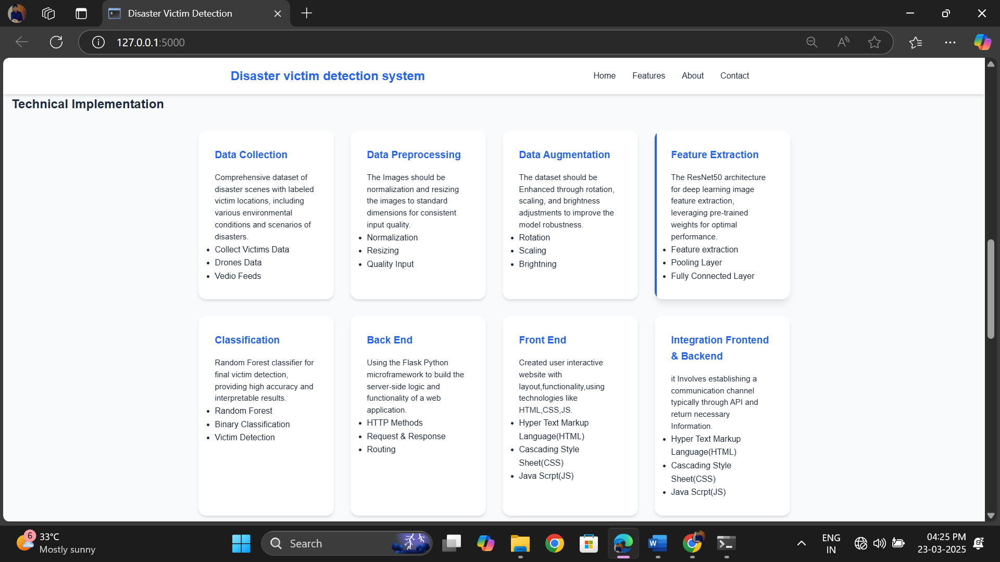 Disaster Victim Detection
127.0.0.1:5000
Disaster victim detection system
Home Features About Contact
Technical Implementation
Data Collection
Comprehensive dataset of
disaster scenes with labeled
victim locations, including
various environmental
conditions and scenarios of
disasters.
Collect Victims Data
Drones Data
Vedio Feeds
Data Preprocessing
The Images should be
normalization and resizing
the images to standard
dimensions for consistent
input quality.
Normalization
Resizing
Quality Input
Data Augmentation
The dataset should be
Enhanced through rotation,
scaling, and brightness
adjustments to improve the
model robustness.
Rotation
Scaling
Brightning
Feature Extraction
The ResNet50 architecture
for deep learning image
feature extraction,
leveraging pre-trained
weights for optimal
performance.
Feature extraction
Pooling Layer
Fully Connected Layer
Classification
Random Forest classifier for
final victim detection,
providing high accuracy and
interpretable results.
Random Forest
Binary Classification
Victim Detection
Back End
Using the Flask Python
microframework to build the
server-side logic and
functionality of a web
application.
HTTP Methods
Request & Response
Routing
Front End
Created user interactive
website with
layout,functionality,using
technologies like
HTML,CSS,JS.
Hyper Text Markup
Language(HTML)
Cascading Style
Sheet(CSS)
Java Scrpt(JS)
Integration Frontend
& Backend
it Involves establishing a
communication channel
typically through API and
return necessary
Information.
Hyper Text Markup
Language(HTML)
Cascading Style
Sheet(CSS)
Java Scrpt(JS)
6
33°C
Mostly sunny
Search
ENG
IN
04:25 PM
23-03-2025